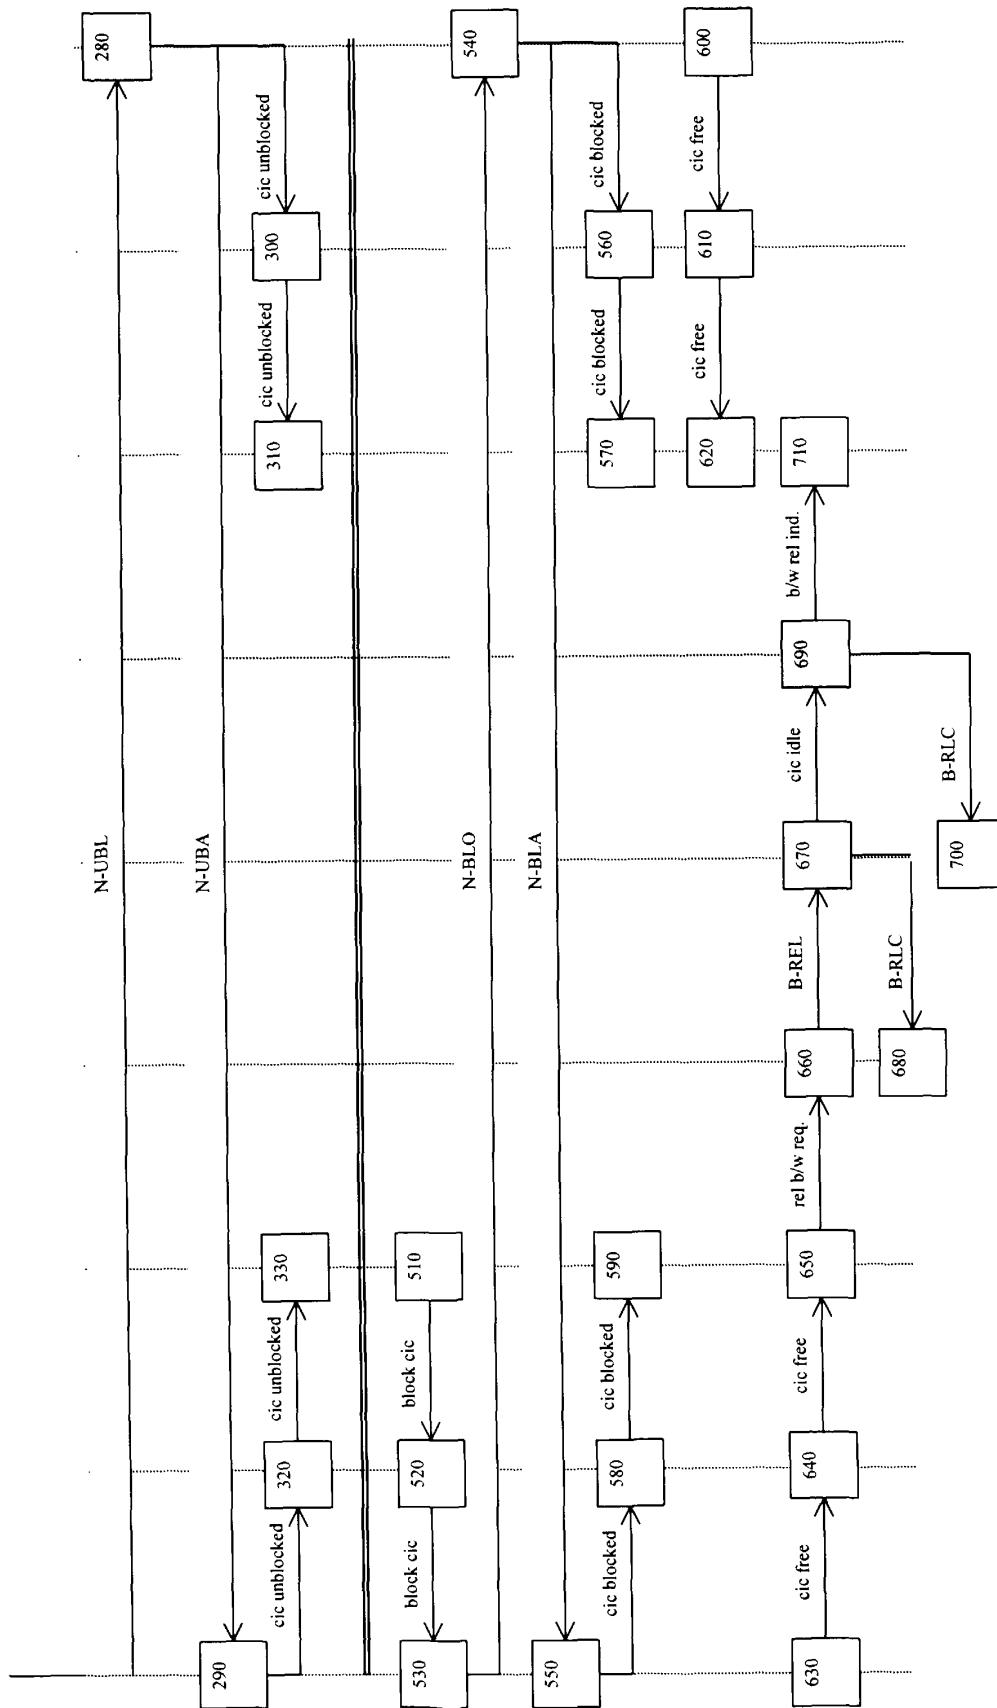 N-UBL
280
N-UBA
290
cic unblocked
320
cic unblocked
330
310
cic unblocked
300
cic unblocked
530
block cic
520
block cic
510
N-BLO
540
N-BLA
550
cic blocked
580
cic blocked
590
570
cic blocked
560
cic blocked
620
cic free
610
cic free
600
630
cic free
640
cic free
650
rel b/w req.
660
B-REL
670
cic idle
690
b/w rel ind.
710
680
B-RLC
700
B-RLC